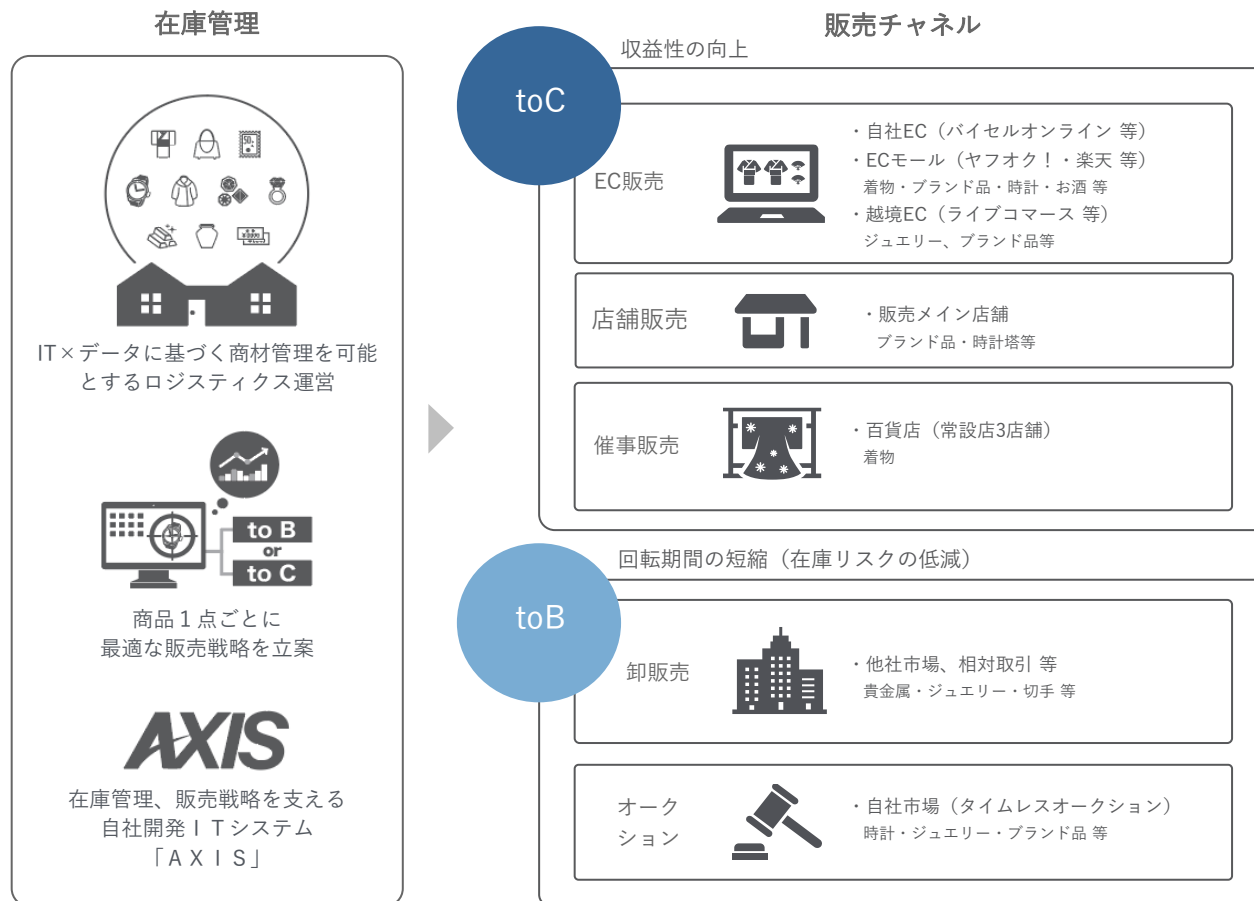 在庫管理
IT×データに基づく商材管理を可能
とするロジスティクス運営
to B
or
to C
商品１点ごとに
最適な販売戦略を立案
AXIS
在庫管理、販売戦略を支える
自社開発ＩＴシステム
「ＡＸＩＳ」
販売チャネル
toC
収益性の向上
EC販売
・自社EC（バイセルオンライン 等）
・ECモール（ヤフオク！・楽天 等）
着物・ブランド品・時計・お酒 等
・越境EC（ライブコマース 等）
ジュエリー、ブランド品等
店舗販売
・販売メイン店舗
ブランド品・時計塔等
催事販売
・百貨店（常設店3店舗）
着物
toB
回転期間の短縮（在庫リスクの低減）
卸販売
・他社市場、相対取引 等
貴金属・ジュエリー・切手 等
オーク
ション
・自社市場（タイムレスオークション）
時計・ジュエリー・ブランド品 等